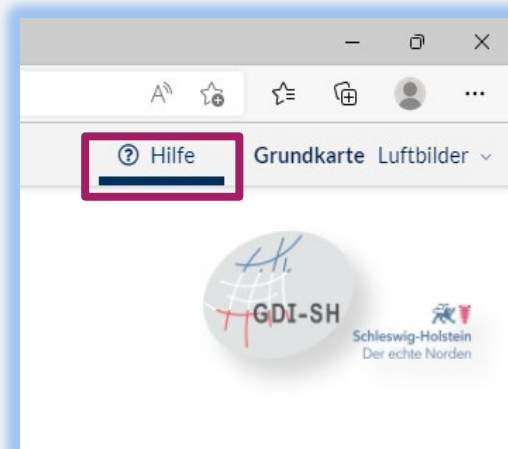 Hilfe Grundkarte Luftbilder
GDI-SH
Schleswig-Holstein
Der echte Norden